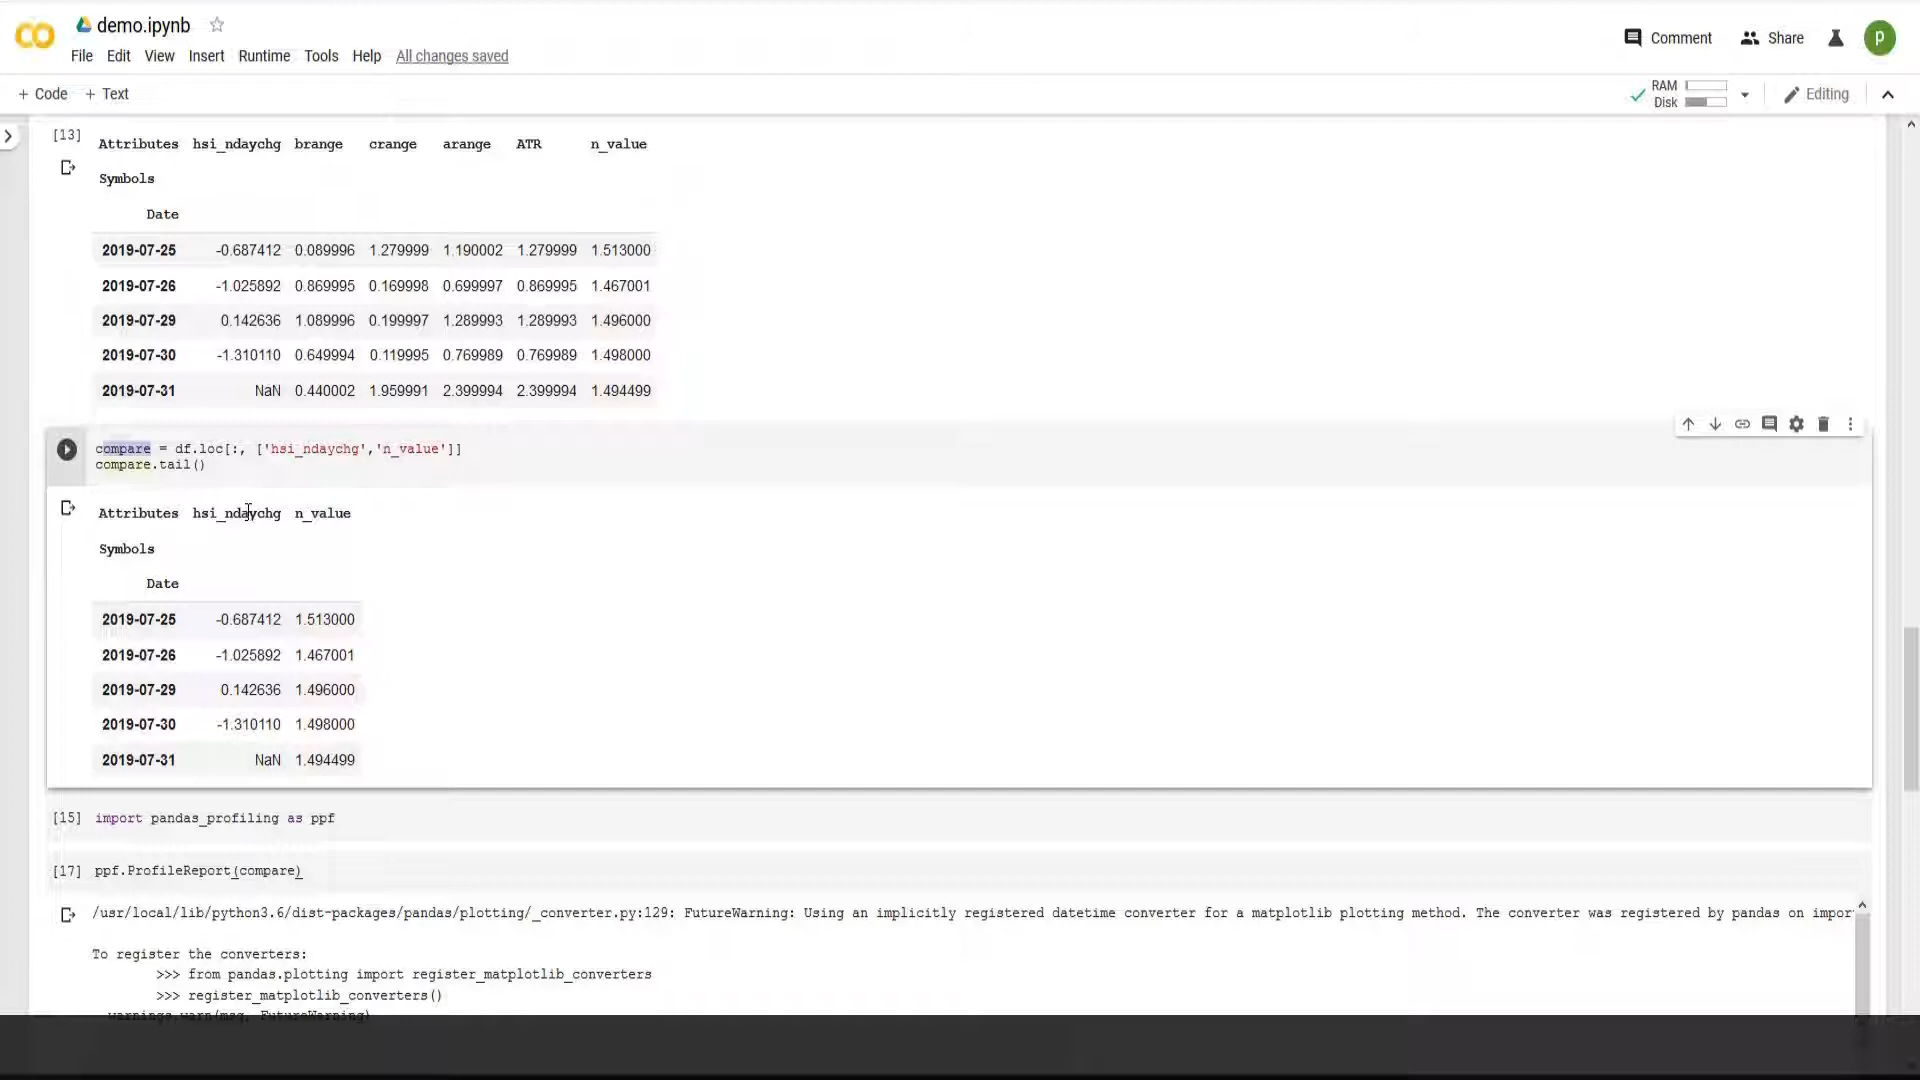 CO demo.ipynb
File Edit View Insert Runtime Tools Help All changes saved
Comment Share p
+ Code + Text
RAM
Disk
Editing
[13]
Attributes hsi_ndaychg brange crange arange ATR n_value
Symbols
Date
2019-07-25 -0.687412 0.089996 1.279999 1.190002 1.279999 1.513000
2019-07-26 -1.025892 0.869995 0.169998 0.699997 0.869995 1.467001
2019-07-29 0.142636 1.089996 0.199997 1.289993 1.289993 1.496000
2019-07-30 -1.310110 0.649994 0.119995 0.769989 0.769989 1.498000
2019-07-31 NaN 0.440002 1.959991 2.399994 2.399994 1.494499
compare = df.loc[:, ['hsi_ndaychg','n_value']]
compare.tail()
Attributes hsi_ndaychg n_value
Symbols
Date
2019-07-25 -0.687412 1.513000
2019-07-26 -1.025892 1.467001
2019-07-29 0.142636 1.496000
2019-07-30 -1.310110 1.498000
2019-07-31 NaN 1.494499
[15] import pandas_profiling as ppf
[17] ppf.ProfileReport(compare)
/usr/local/lib/python3.6/dist-packages/pandas/plotting/_converter.py:129: FutureWarning: Using an implicitly registered datetime converter for a matplotlib plotting method. The converter was registered by pandas on impor
To register the converters:
>>> from pandas.plotting import register_matplotlib_converters
>>> register_matplotlib_converters()
warnings.warn(msg, FutureWarning)